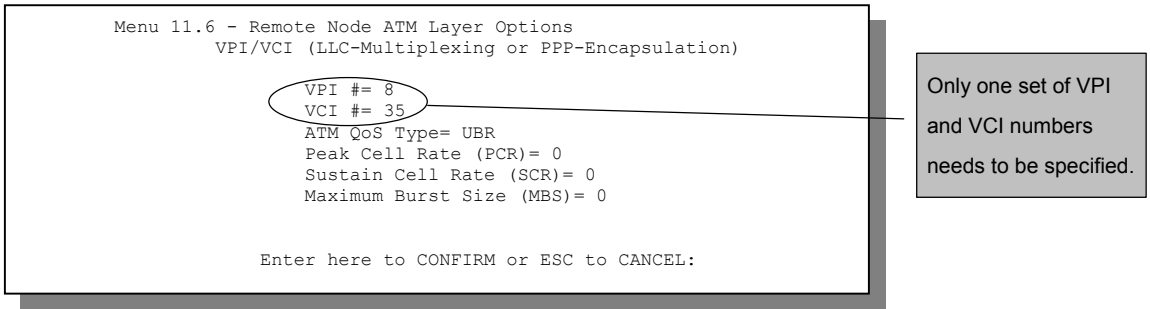 Menu 11.6 - Remote Node ATM Layer Options
VPI/VCI (LLC-Multiplexing or PPP-Encapsulation)
VPI #= 8
VCI #= 35
ATM QoS Type= UBR
Peak Cell Rate (PCR)= 0
Sustain Cell Rate (SCR)= 0
Maximum Burst Size (MBS)= 0
Enter here to CONFIRM or ESC to CANCEL:
Only one set of VPI
and VCI numbers
needs to be specified.